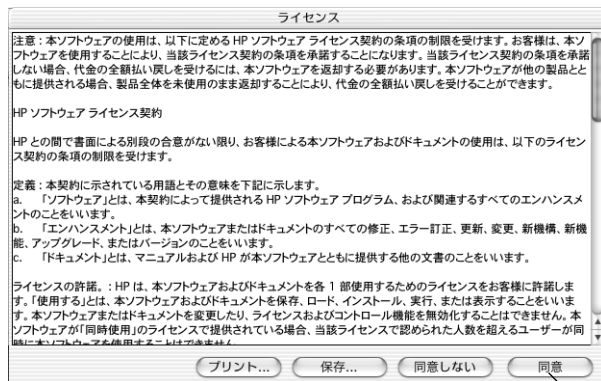 ライセンス
注意：本ソフトウェアの使用は、以下に定める HP ソフトウェア ライセンス契約の条項の制限を受けます。お客様は、本ソ
フトウェアを使用することにより、当該ライセンス契約の条項を承諾することになります。当該ライセンス契約の条項を承諾
しない場合、代金の全額払い戻しを受けるには、本ソフトウェアを返却する必要があります。本ソフトウェアが他の製品とと
もに提供される場合、製品全体を未使用のまま返却することにより、代金の全額払い戻しを受けることができます。
HP ソフトウェア ライセンス契約
HP との間で書面による別段の合意がない限り、お客様による本ソフトウェアおよびドキュメントの使用は、以下のライセン
ス契約の条項の制限を受けます。
定義：本契約に示されている用語とその意味を下記に示します。
a. 「ソフトウェア」とは、本契約によって提供される HP ソフトウェア プログラム、および関連するすべてのエンハンスメ
ントのことをいいます。
b. 「エンハンスメント」とは、本ソフトウェアまたはドキュメントのすべての修正、エラー訂正、更新、変更、新機構、新機
能、アップグレード、またはバージョンのことをいいます。
c. 「ドキュメント」とは、マニュアルおよび HP が本ソフトウェアとともに提供する他の文書のことをいいます。
ライセンスの許諾。：HP は、本ソフトウェアおよびドキュメントを各 1 部使用するためのライセンスをお客様に許諾しま
す。「使用する」とは、本ソフトウェアおよびドキュメントを保存、ロード、インストール、実行、または表示することをいいま
す。本ソフトウェアまたはドキュメントを変更したり、ライセンスおよびコントロール機能を無効化することはできません。本
ソフトウェアが「同時使用」のライセンスで提供されている場合、当該ライセンスで認められた人数を超えるユーザーが同
時に本ソフトウェアを使用することはできません。
プリント...
保存...
同意しない
同意